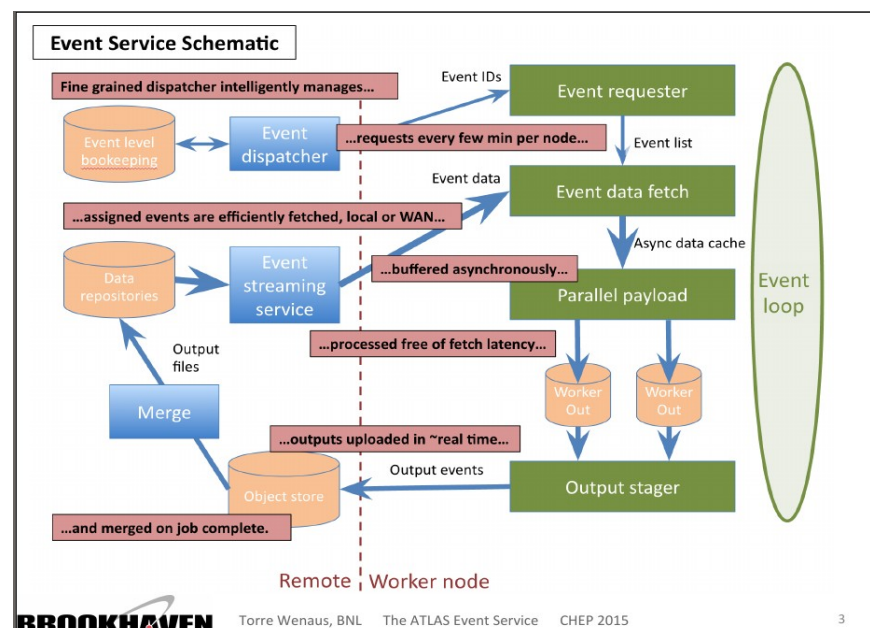 Event Service Schematic
Fine grained dispatcher intelligently manages...
Event IDs
Event requester
Event level
bookeeping
Event
dispatcher
...requests every few min per node...
Event list
Event data
Event data fetch
...assigned events are efficiently fetched, local or WAN...
Async data cache
Data
repositories
Event
streaming
service
...buffered asynchronously...
Parallel payload
Event
loop
...processed free of fetch latency...
Output
files
Worker
Out
Worker
Out
Merge
...outputs uploaded in ~real time...
Output events
Object store
Output stager
...and merged on job complete.
Remote
Worker node
BROOKHAVEN
Torre Wenaus, BNL
The ATLAS Event Service
CHEP 2015
3